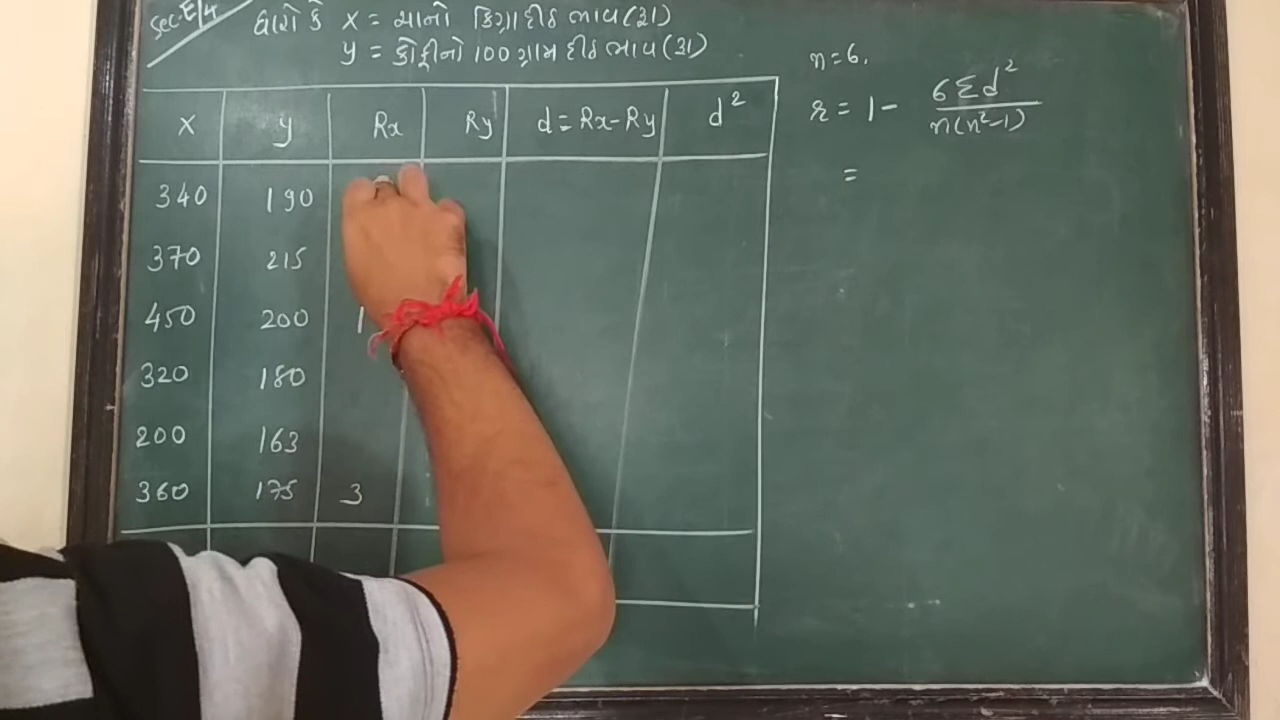 Sec-E/4
ધારો કે x = ચાનો કિગ્રા દીઠ ભાવ (રૂા)
y = કોફીનો 100 ગ્રામ દીઠ ભાવ (રૂા)
n = 6.
r = 1 - 6Σd² / n(n²-1)
=
x y Rx Ry d = Rx - Ry d²
340 190
370 215
450 200 1
320 180
200 163
360 175 3